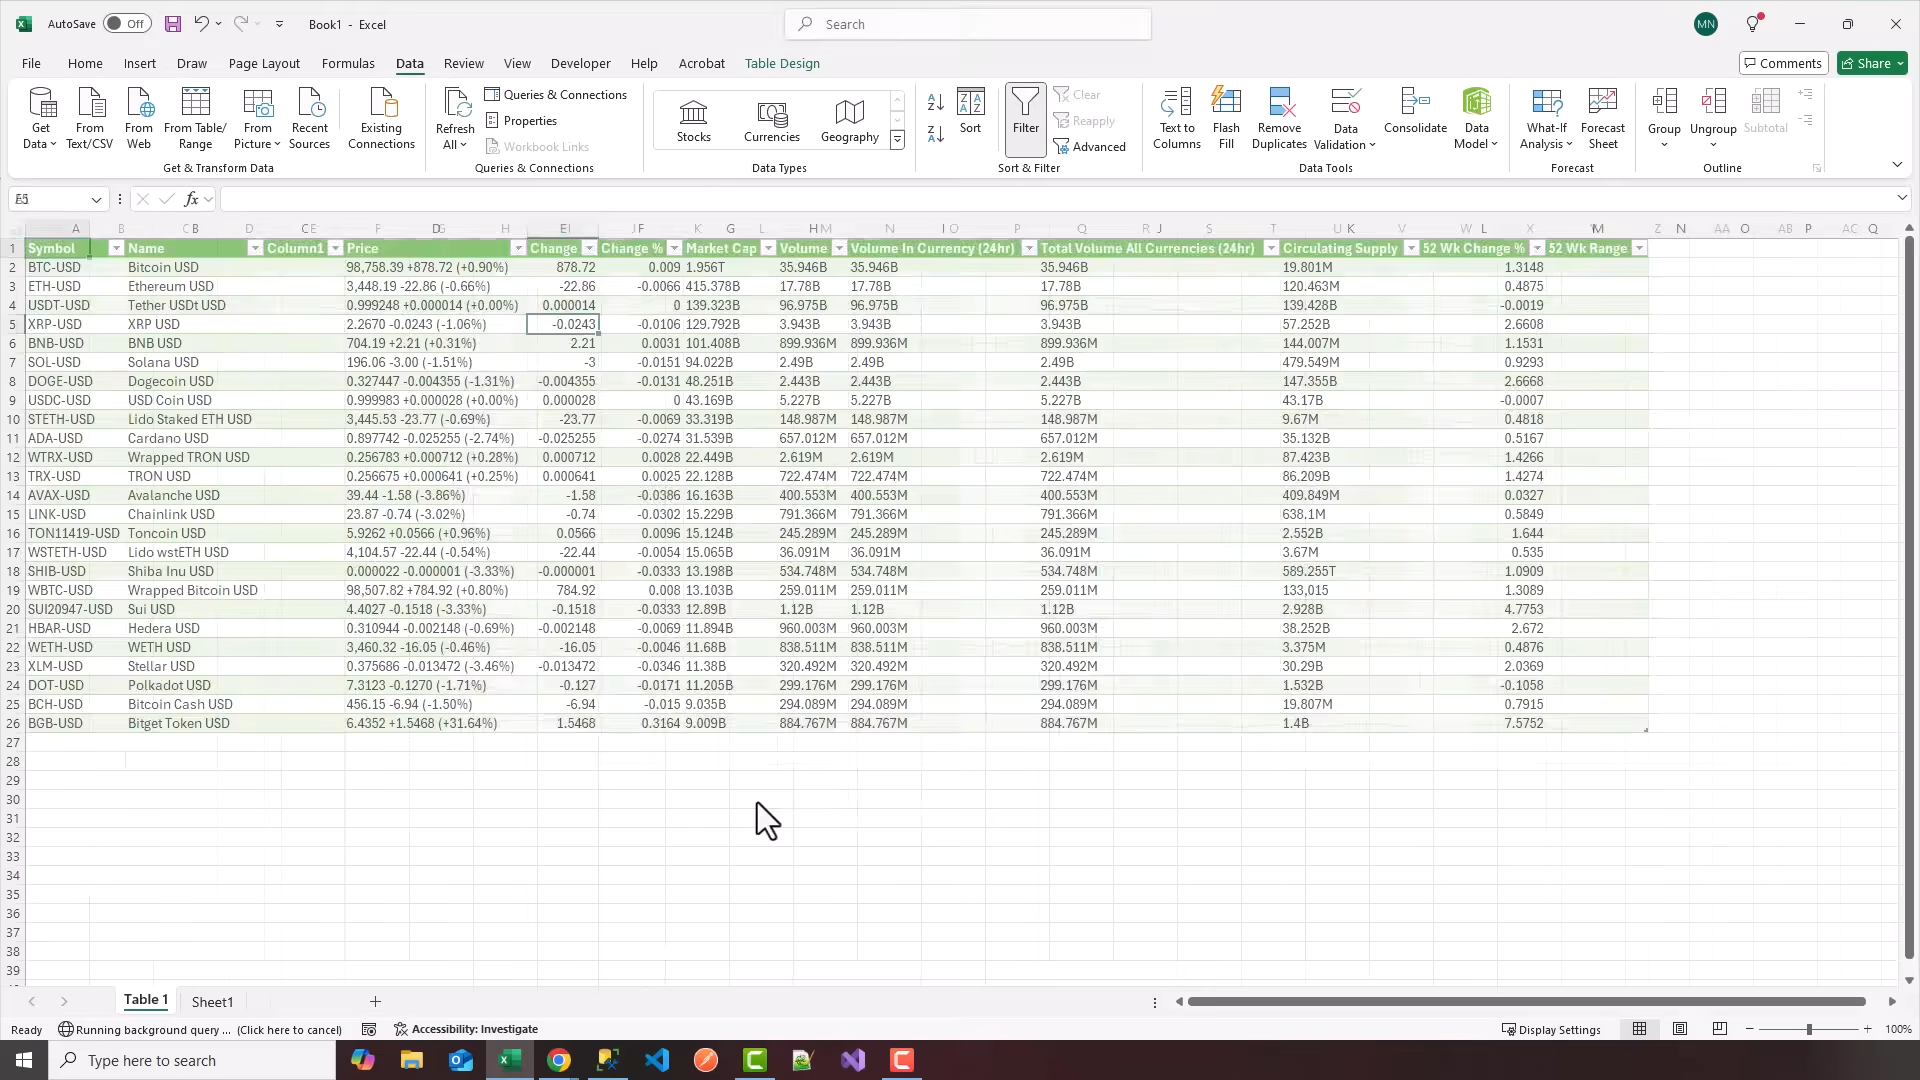 AutoSave Off Book1 - Excel Search MN
File Home Insert Draw Page Layout Formulas Data Review View Developer Help Acrobat Table Design Comments Share
Get Data From Text/CSV From Web From Table/ Range From Picture Recent Sources Existing Connections
Get & Transform Data
Refresh All Queries & Connections Properties Workbook Links
Queries & Connections
Stocks Currencies Geography
Data Types
Sort Filter Clear Reapply Advanced
Sort & Filter
Text to Columns Flash Fill Remove Duplicates Data Validation Consolidate Data Model
Data Tools
What-If Analysis Forecast Sheet
Forecast
Group Ungroup Subtotal
Outline
fx
1 Symbol Name Column1 Price Change Change % Market Cap Volume Volume In Currency (24hr) Total Volume All Currencies (24hr) Circulating Supply 52 Wk Change % 52 Wk Range
2 BTC-USD Bitcoin USD 98,758.39 +878.72 (+0.90%) 878.72 0.009 1.956T 35.946B 35.946B 35.946B 19.801M 1.3148
3 ETH-USD Ethereum USD 3,448.19 -22.86 (-0.66%) -22.86 -0.0066 415.378B 17.78B 17.78B 17.78B 120.463M 0.4875
4 USDT-USD Tether USDt USD 0.999248 +0.000014 (+0.00%) 0.000014 0 139.323B 96.975B 96.975B 96.975B 139.428B -0.0019
5 XRP-USD XRP USD 2.2670 -0.0243 (-1.06%) -0.0243 -0.0106 129.792B 3.943B 3.943B 3.943B 57.252B 2.6608
6 BNB-USD BNB USD 704.19 +2.21 (+0.31%) 2.21 0.0031 101.408B 899.936M 899.936M 899.936M 144.007M 1.1531
7 SOL-USD Solana USD 196.06 -3.00 (-1.51%) -3 -0.0151 94.022B 2.49B 2.49B 2.49B 479.549M 0.9293
8 DOGE-USD Dogecoin USD 0.327447 -0.004355 (-1.31%) -0.004355 -0.0131 48.251B 2.443B 2.443B 2.443B 147.355B 2.6668
9 USDC-USD USD Coin USD 0.999983 +0.000028 (+0.00%) 0.000028 0 43.169B 5.227B 5.227B 5.227B 43.17B -0.0007
10 STETH-USD Lido Staked ETH USD 3,445.53 -23.77 (-0.69%) -23.77 -0.0069 33.319B 148.987M 148.987M 148.987M 9.67M 0.4818
11 ADA-USD Cardano USD 0.897742 -0.025255 (-2.74%) -0.025255 -0.0274 31.539B 657.012M 657.012M 657.012M 35.132B 0.5167
12 WTRX-USD Wrapped TRON USD 0.256783 +0.000712 (+0.28%) 0.000712 0.0028 22.449B 2.619M 2.619M 2.619M 87.423B 1.4266
13 TRX-USD TRON USD 0.256675 +0.000641 (+0.25%) 0.000641 0.0025 22.128B 722.474M 722.474M 722.474M 86.209B 1.4274
14 AVAX-USD Avalanche USD 39.44 -1.58 (-3.86%) -1.58 -0.0386 16.163B 400.553M 400.553M 400.553M 409.849M 0.0327
15 LINK-USD Chainlink USD 23.87 -0.74 (-3.02%) -0.74 -0.0302 15.229B 791.366M 791.366M 791.366M 638.1M 0.5849
16 TON11419-USD Toncoin USD 5.9262 +0.0566 (+0.96%) 0.0566 0.0096 15.124B 245.289M 245.289M 245.289M 2.552B 1.644
17 WSTETH-USD Lido wstETH USD 4,104.57 -22.44 (-0.54%) -22.44 -0.0054 15.065B 36.091M 36.091M 36.091M 3.67M 0.535
18 SHIB-USD Shiba Inu USD 0.000022 -0.000001 (-3.33%) -0.000001 -0.0333 13.198B 534.748M 534.748M 534.748M 589.255T 1.0909
19 WBTC-USD Wrapped Bitcoin USD 98,507.82 +784.92 (+0.80%) 784.92 0.008 13.103B 259.011M 259.011M 259.011M 133,015 1.3089
20 SUI20947-USD Sui USD 4.4027 -0.1518 (-3.33%) -0.1518 -0.0333 12.89B 1.12B 1.12B 1.12B 2.928B 4.7753
21 HBAR-USD Hedera USD 0.310944 -0.002148 (-0.69%) -0.002148 -0.0069 11.894B 960.003M 960.003M 960.003M 38.252B 2.672
22 WETH-USD WETH USD 3,460.32 -16.05 (-0.46%) -16.05 -0.0046 11.68B 838.511M 838.511M 838.511M 3.375M 0.4876
23 XLM-USD Stellar USD 0.375686 -0.013472 (-3.46%) -0.013472 -0.0346 11.38B 320.492M 320.492M 320.492M 30.29B 2.0369
24 DOT-USD Polkadot USD 7.3123 -0.1270 (-1.71%) -0.127 -0.0171 11.205B 299.176M 299.176M 299.176M 1.532B -0.1058
25 BCH-USD Bitcoin Cash USD 456.15 -6.94 (-1.50%) -6.94 -0.015 9.035B 294.089M 294.089M 294.089M 19.807M 0.7915
26 BGB-USD Bitget Token USD 6.4352 +1.5468 (+31.64%) 1.5468 0.3164 9.009B 884.767M 884.767M 884.767M 1.4B 7.5752
27
28
29
30
31
32
33
34
35
36
37
38
39
Table 1 Sheet1
Ready Running background query ... (Click here to cancel) Accessibility: Investigate Display Settings 100%
Type here to search